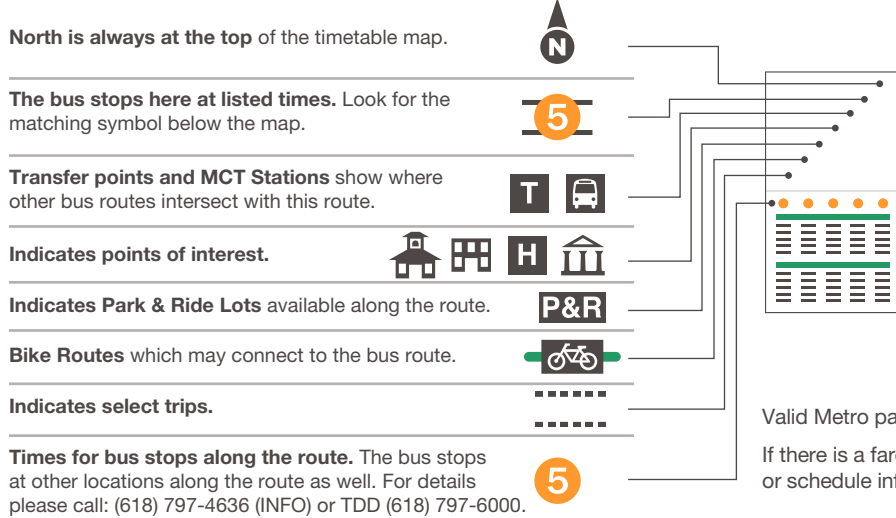 North is always at the top of the timetable map.
N
The bus stops here at listed times. Look for the
matching symbol below the map.
5
Transfer points and MCT Stations show where
other bus routes intersect with this route.
T
Indicates points of interest.
H
Indicates Park & Ride Lots available along the route.
P&R
Bike Routes which may connect to the bus route.
Indicates select trips.
Times for bus stops along the route. The bus stops
at other locations along the route as well. For details
please call: (618) 797-4636 (INFO) or TDD (618) 797-6000.
5
Valid Metro pa
If there is a far
or schedule in